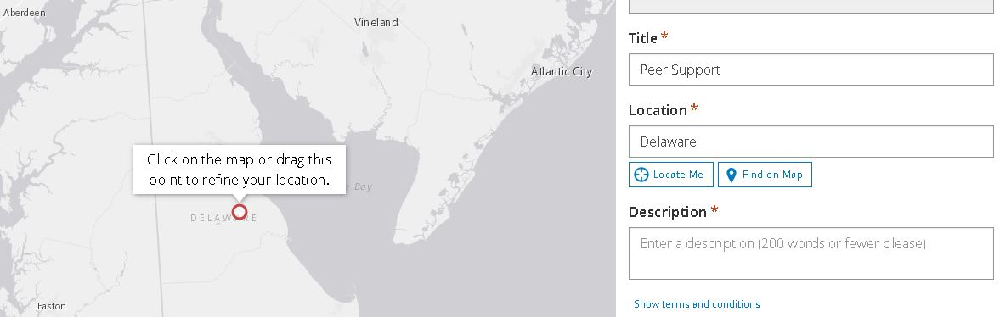 Aberdeen
Vineland
Atlantic City
Click on the map or drag this
point to refine your location.
Bay
DELAWARE
Easton
Title *
Peer Support
Location *
Delaware
Locate Me
Find on Map
Description *
Enter a description (200 words or fewer please)
Show terms and conditions